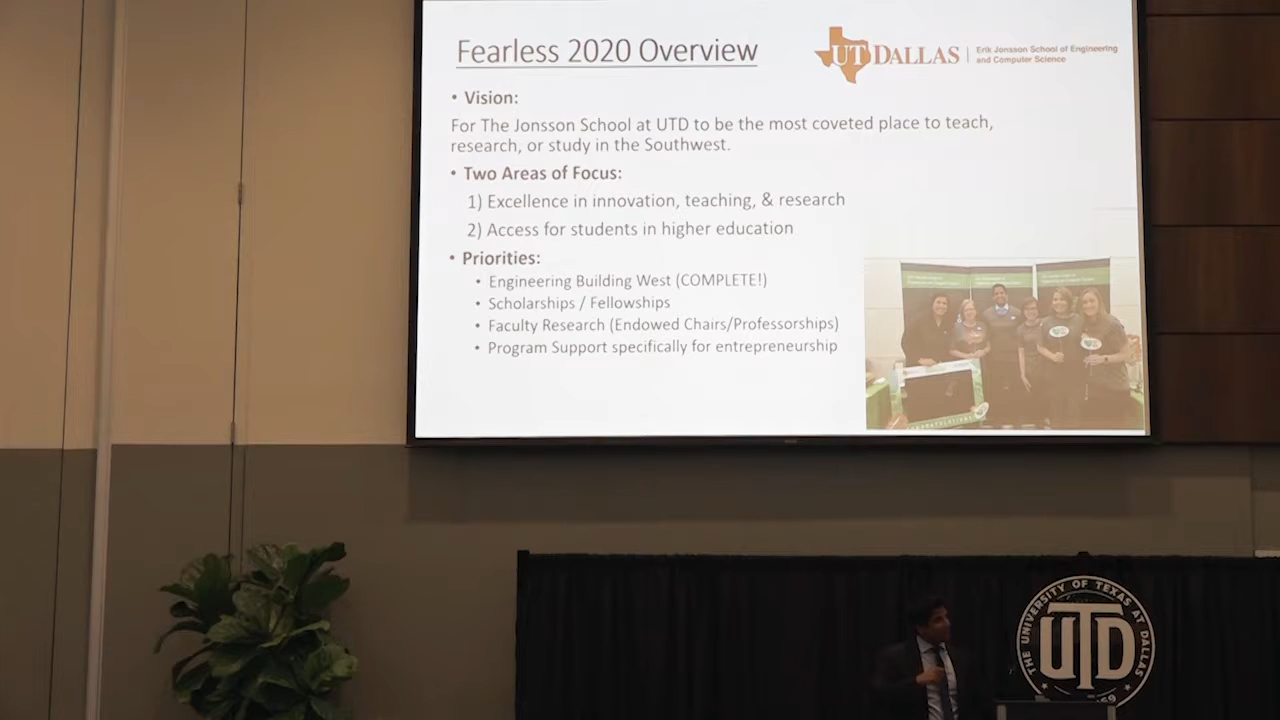 Fearless 2020 Overview
UT DALLAS
Erik Jonsson School of Engineering
and Computer Science
• Vision:
For The Jonsson School at UTD to be the most coveted place to teach,
research, or study in the Southwest.
• Two Areas of Focus:
1) Excellence in innovation, teaching, & research
2) Access for students in higher education
• Priorities:
• Engineering Building West (COMPLETE!)
• Scholarships / Fellowships
• Faculty Research (Endowed Chairs/Professorships)
• Program Support specifically for entrepreneurship
THE UNIVERSITY OF TEXAS AT DALLAS
UTD